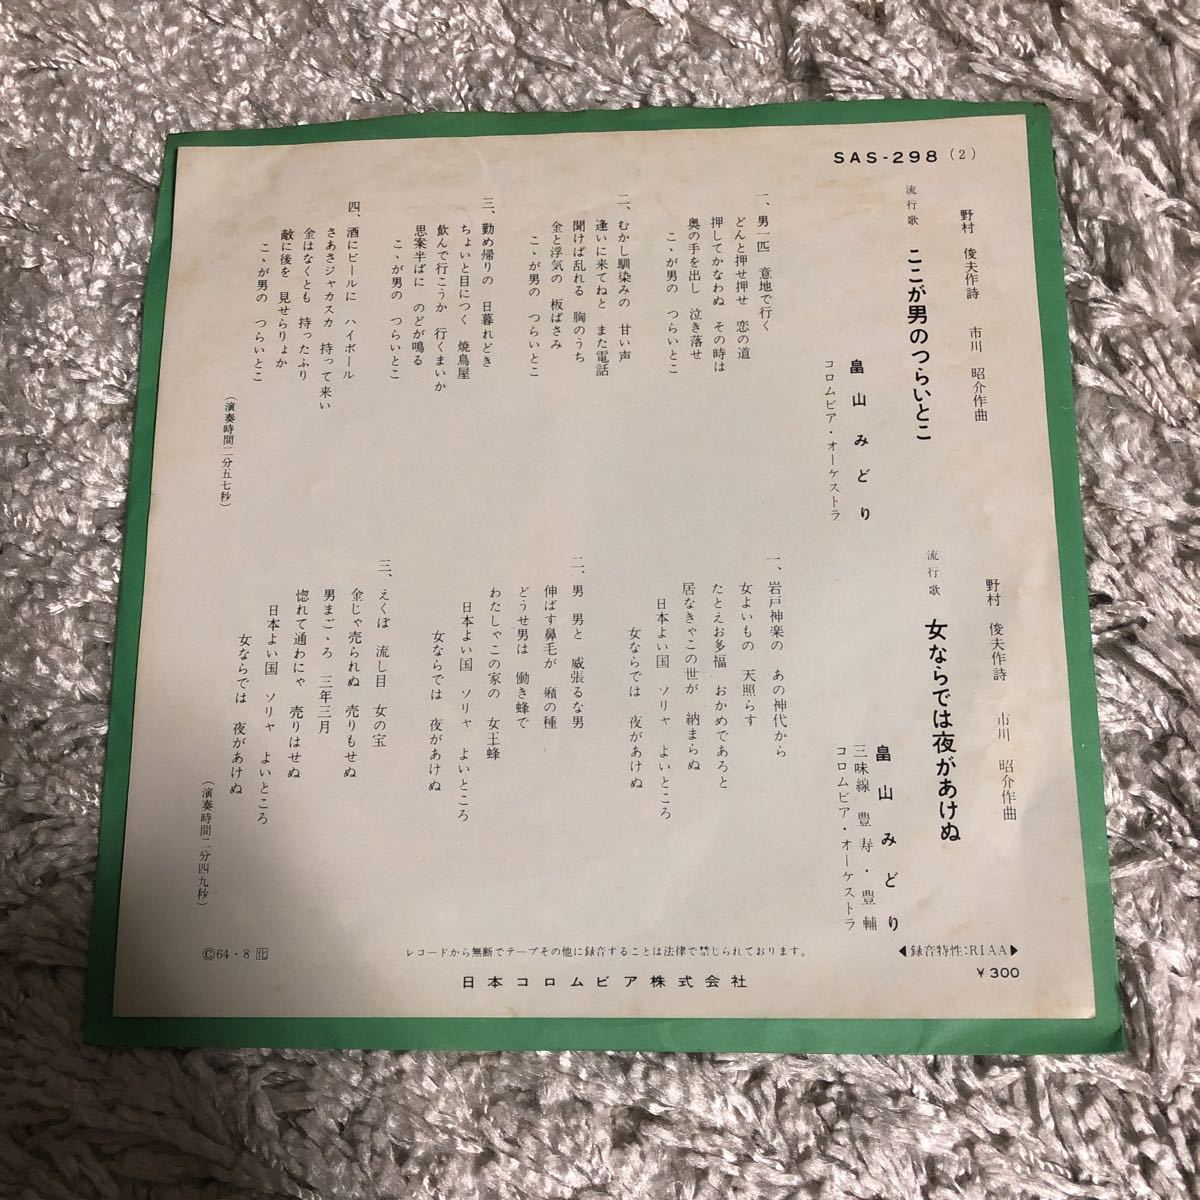 SAS-298 (2)
野村 俊夫作詩 市川 昭介作曲
流行歌 ここが男のつらいとこ
畠山みどり
コロムビア・オーケストラ
一、男一匹 意地で行く
どんと押せ押せ 恋の道
押してかなわぬ その時は
奥の手を出し 泣き落せ
こゝが男の つらいとこ
二、むかし馴染みの 甘い声
逢いに来てねと また電話
聞けば乱れる 胸のうち
金と浮気の 板ばさみ
こゝが男の つらいとこ
三、勤め帰りの 日暮れどき
ちょいと目につく 焼鳥屋
飲んで行こうか 行くまいか
思案半ばに のどが鳴る
こゝが男の つらいとこ
四、酒にビールに ハイボール
さあさジャカスカ 持って来い
金はなくとも 持ったふり
敵に後を 見せらりょか
こゝが男の つらいとこ
(演奏時間二分五七秒)
野村 俊夫作詩 市川 昭介作曲
流行歌 女ならでは夜があけぬ
畠山みどり
三味線 豊寿・豊輔
コロムビア・オーケストラ
一、岩戸神楽の あの神代から
女よいもの 天照らす
たとえお多福 おかめであろと
居なきゃこの世が 納まらぬ
日本よい国 ソリャ よいところ
女ならでは 夜があけぬ
二、男 男と 威張るな男
伸ばす鼻毛が 癪の種
どうせ男は 働き蜂で
わたしゃこの家の 女王蜂
日本よい国 ソリャ よいところ
女ならでは 夜があけぬ
三、えくぼ 流し目 女の宝
金じゃ売られぬ 売りもせぬ
男まごゝろ 三年三月
惚れて通わにゃ 売りはせぬ
日本よい国 ソリャ よいところ
女ならでは 夜があけぬ
(演奏時間二分四九秒)
◀録音特性:RIAA▶
¥300
レコードから無断でテープその他に録音することは法律で禁じられております。
©64・8
日本コロムビア株式会社